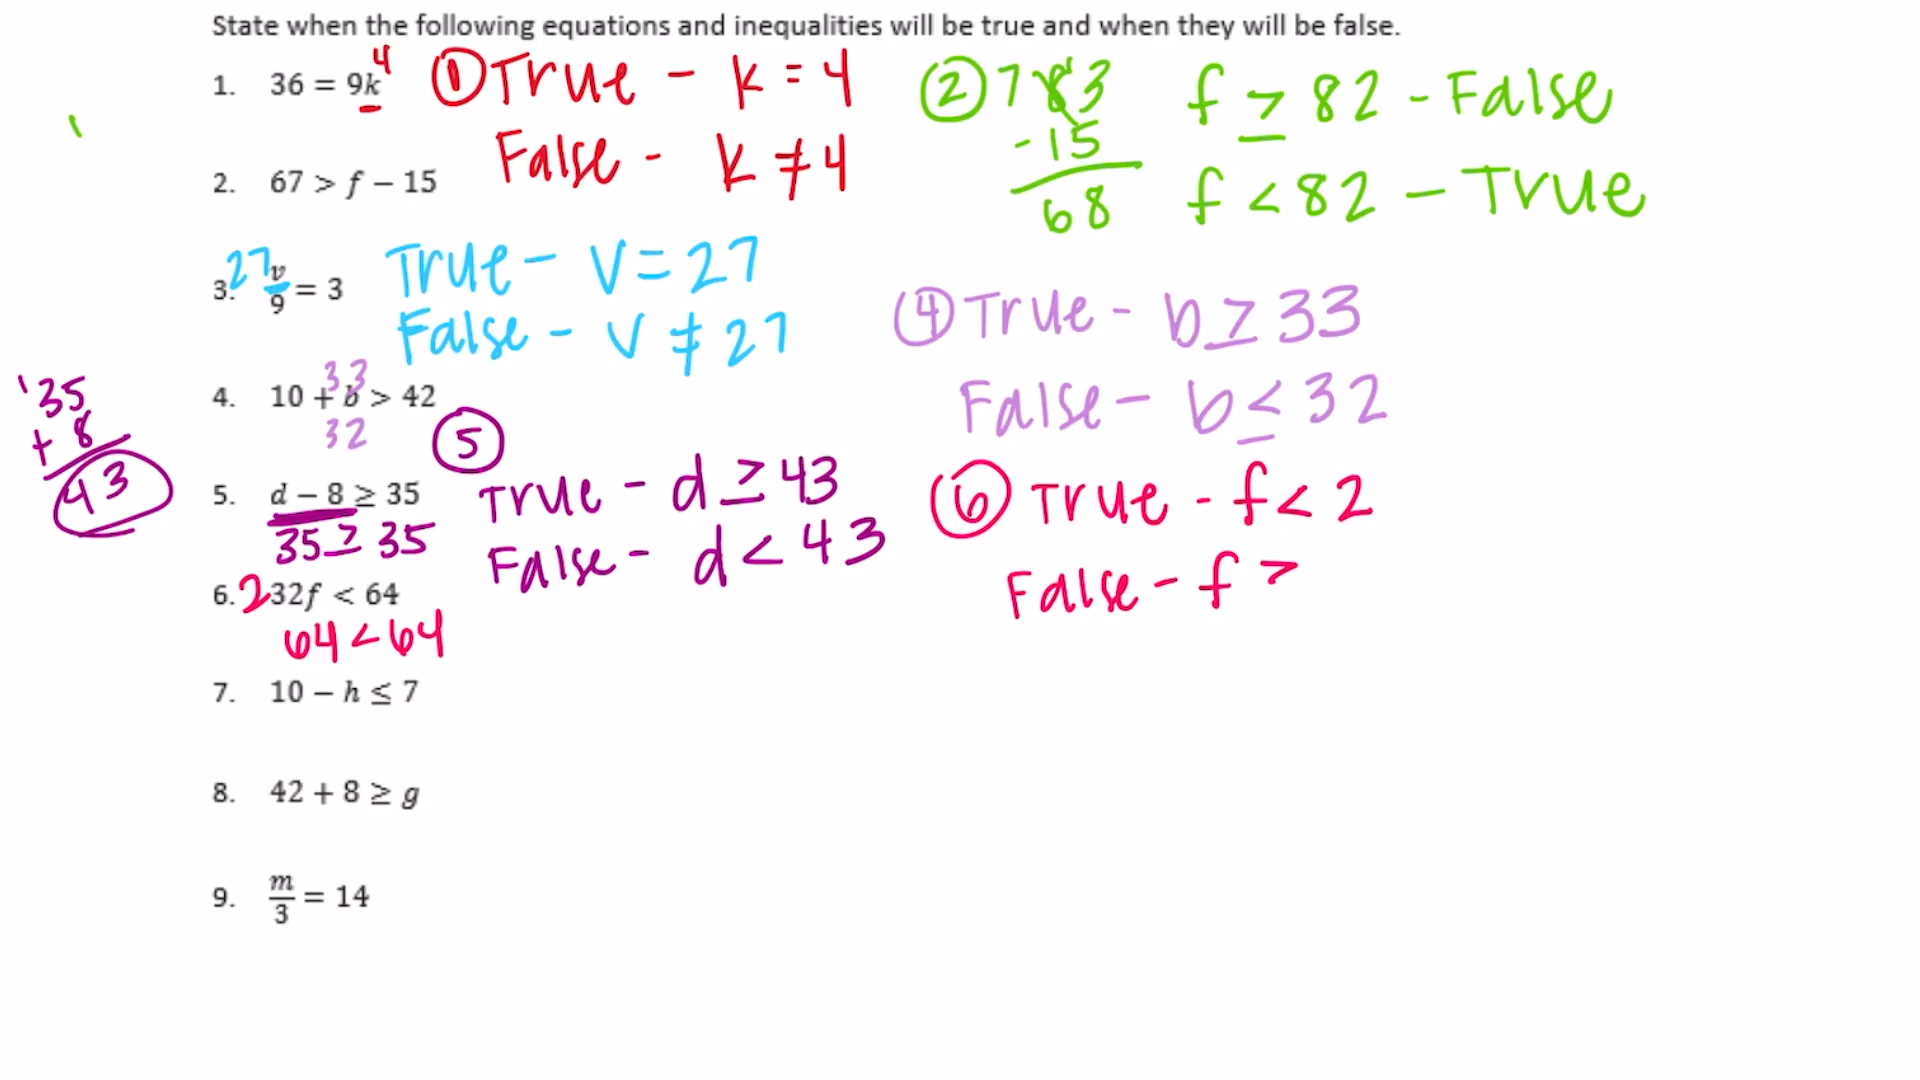 State when the following equations and inequalities will be true and when they will be false.
1. 36 = 9k
4
① True - k = 4
False - k ≠ 4
② 7 8 13
- 15
68
f ≥ 82 - False
f < 82 - True
2. 67 > f − 15
3. v/9 = 3
27
True - v = 27
False - v ≠ 27
4. 10 + b > 42
33
32
④ True - b ≥ 33
False - b ≤ 32
1
35
+ 8
43
5. d − 8 ≥ 35
35 ≥ 35
⑤
True - d ≥ 43
False - d < 43
6. 32f < 64
2
64 < 64
⑥ True - f < 2
False - f >
7. 10 − h ≤ 7
8. 42 + 8 ≥ g
9. m/3 = 14